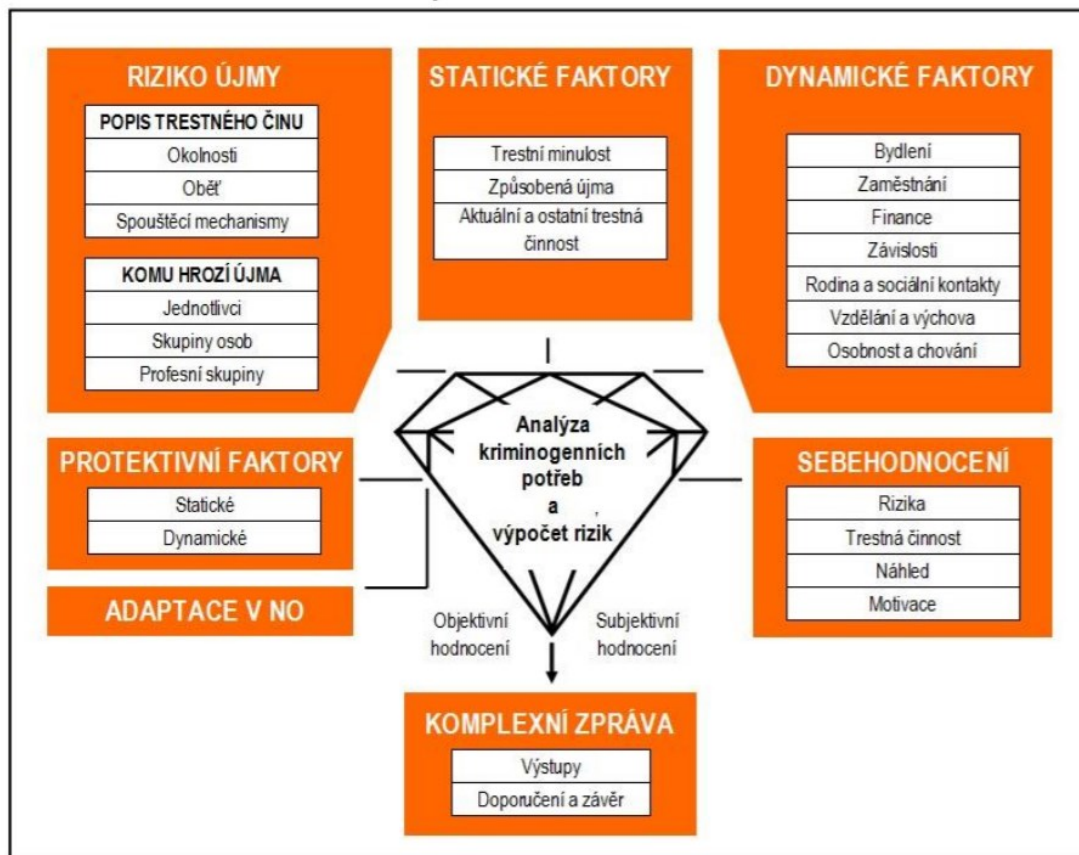 RIZIKO ÚJMY
POPIS TRESTNÉHO ČINU
Okolnosti
Oběť
Spouštěcí mechanismy
KOMU HROZÍ ÚJMA
Jednotlivci
Skupiny osob
Profesní skupiny
STATICKÉ FAKTORY
Trestní minulost
Způsobená újma
Aktuální a ostatní trestná
činnost
DYNAMICKÉ FAKTORY
Bydlení
Zaměstnání
Finance
Závislosti
Rodina a sociální kontakty
Vzdělání a výchova
Osobnost a chování
PROTEKTIVNÍ FAKTORY
Statické
Dynamické
ADAPTACE V NO
Analýza
kriminogenních
potřeb
a
výpočet rizik
SEBEHODNOCENÍ
Rizika
Trestná činnost
Náhled
Motivace
Objektivní
hodnocení
Subjektivní
hodnocení
KOMPLEXNÍ ZPRÁVA
Výstupy
Doporučení a závěr